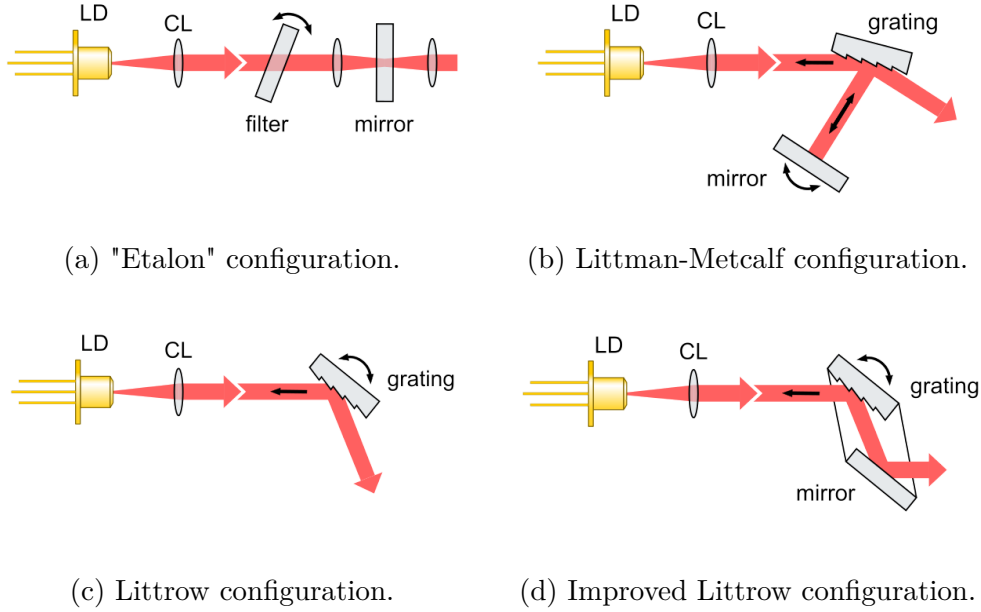 LD
CL
filter
mirror
(a) "Etalon" configuration.
LD
CL
grating
mirror
(b) Littman-Metcalf configuration.
LD
CL
grating
(c) Littrow configuration.
LD
CL
grating
mirror
(d) Improved Littrow configuration.